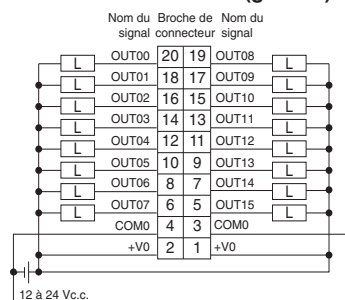 Nom du Broche de Nom du
signal connecteur signal
OUT00 20 19 OUT08
L L
OUT01 18 17 OUT09
L L
OUT02 16 15 OUT10
L L
OUT03 14 13 OUT11
L L
OUT04 12 11 OUT12
L L
OUT05 10 9 OUT13
L L
OUT06 8 7 OUT14
L L
OUT07 6 5 OUT15
L L
COM0 4 3 COM0
+V0 2 1 +V0
12 à 24 Vc.c.